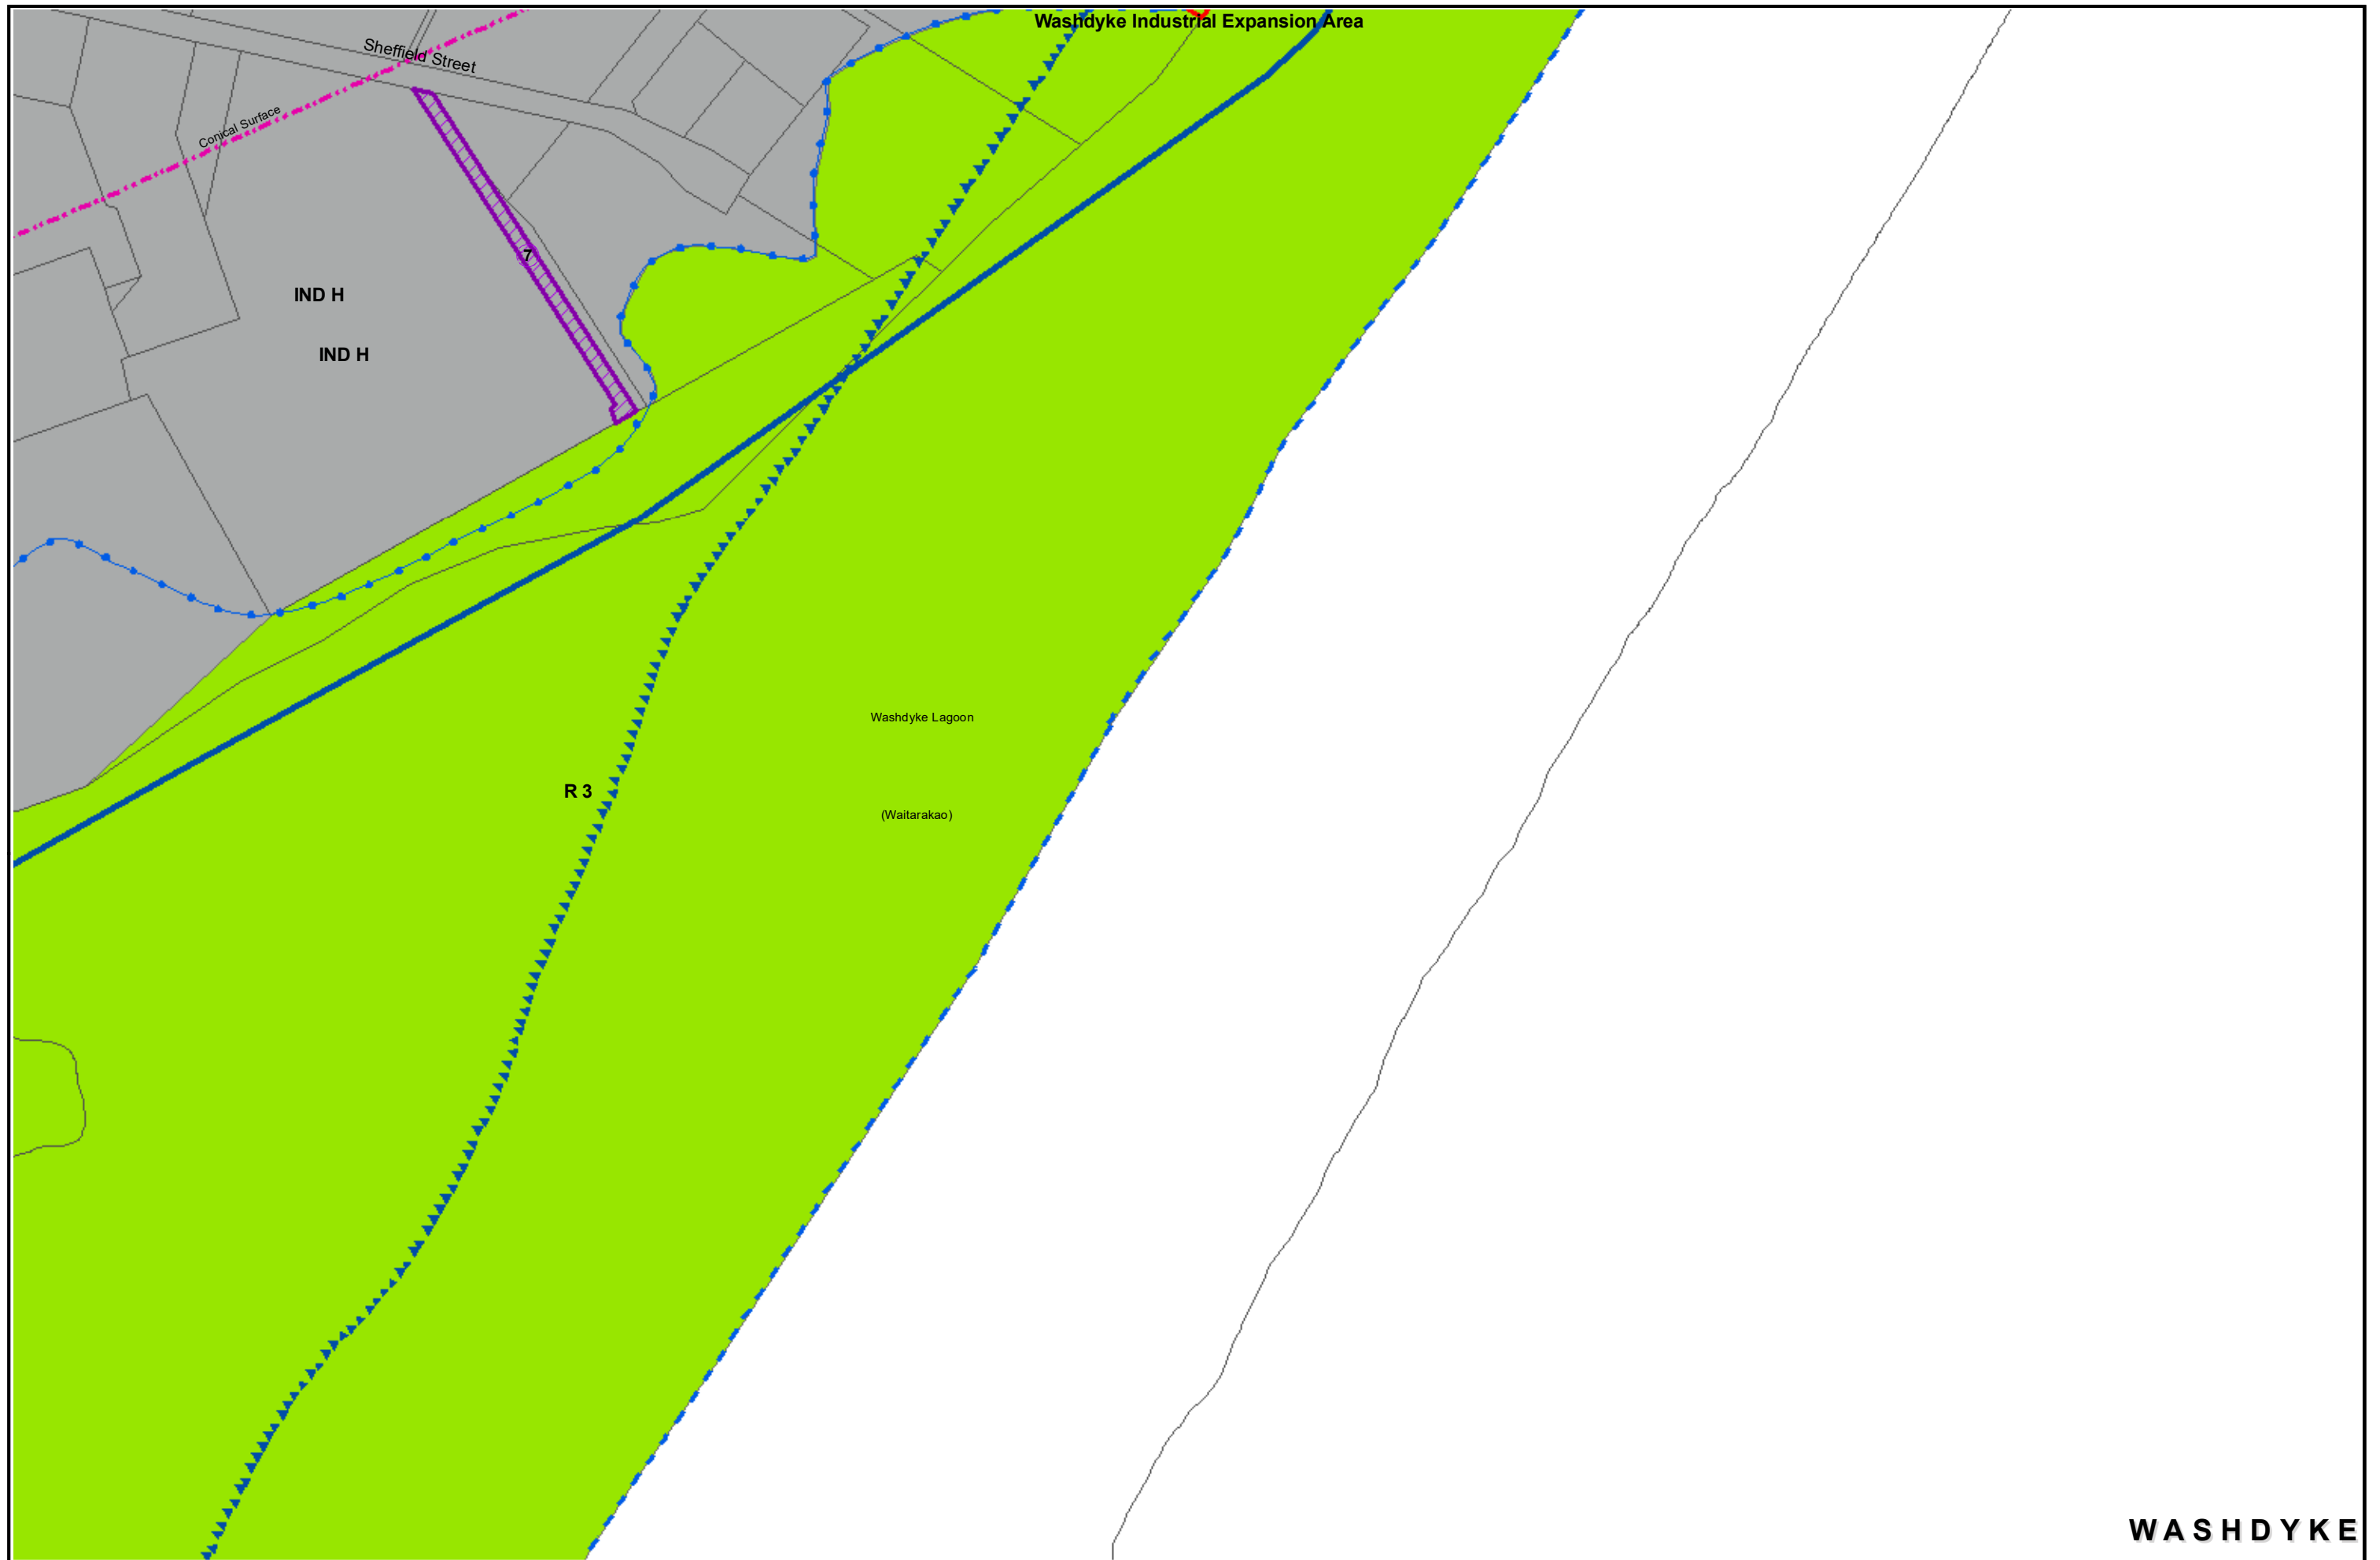 Washdyke Industrial Expansion Area
Sheffield Street
Conical Surface
7
IND H
IND H
Washdyke Lagoon
R 3
(Waitarakao)
WASHDYKE